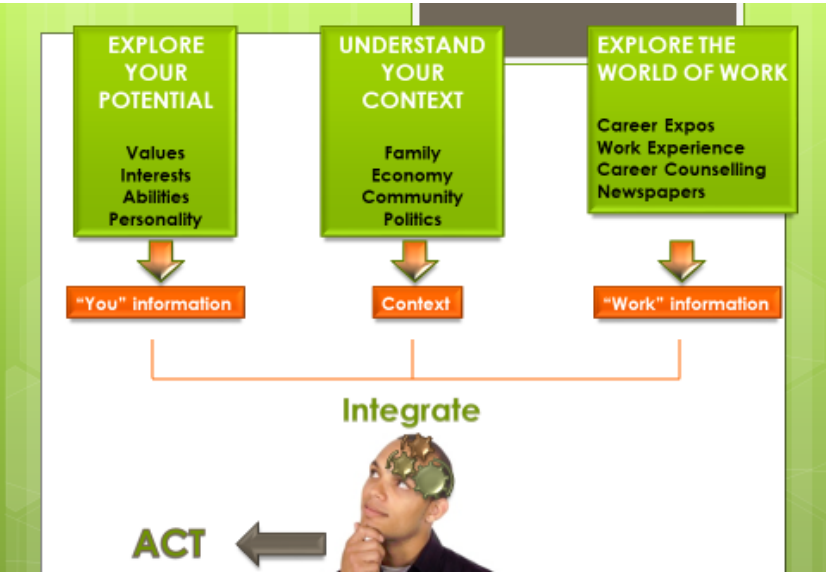 EXPLORE
YOUR
POTENTIAL
Values
Interests
Abilities
Personality
UNDERSTAND
YOUR
CONTEXT
Family
Economy
Community
Politics
EXPLORE THE
WORLD OF WORK
Career Expos
Work Experience
Career Counselling
Newspapers
"You" information
Context
"Work" information
Integrate
ACT